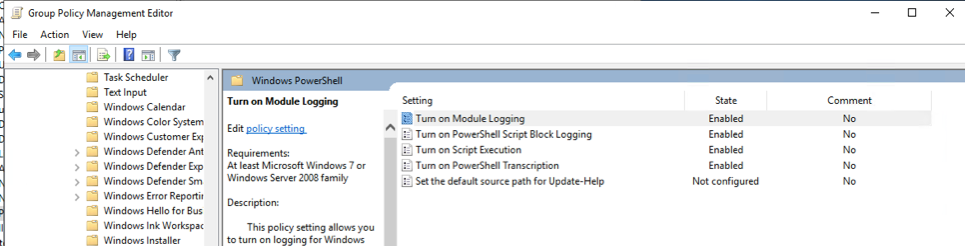 Group Policy Management Editor
File Action View Help
Task Scheduler
Text Input
Windows Calendar
Windows Color System
Windows Customer Exp
Windows Defender Ant
Windows Defender Exp
Windows Defender Sm
Windows Error Reportin
Windows Hello for Bus
Windows Ink Workspac
Windows Installer
Windows PowerShell
Turn on Module Logging
Edit policy setting
Requirements:
At least Microsoft Windows 7 or
Windows Server 2008 family
Description:
This policy setting allows you
to turn on logging for Windows
Setting State Comment
Turn on Module Logging Enabled No
Turn on PowerShell Script Block Logging Enabled No
Turn on Script Execution Enabled No
Turn on PowerShell Transcription Enabled No
Set the default source path for Update-Help Not configured No